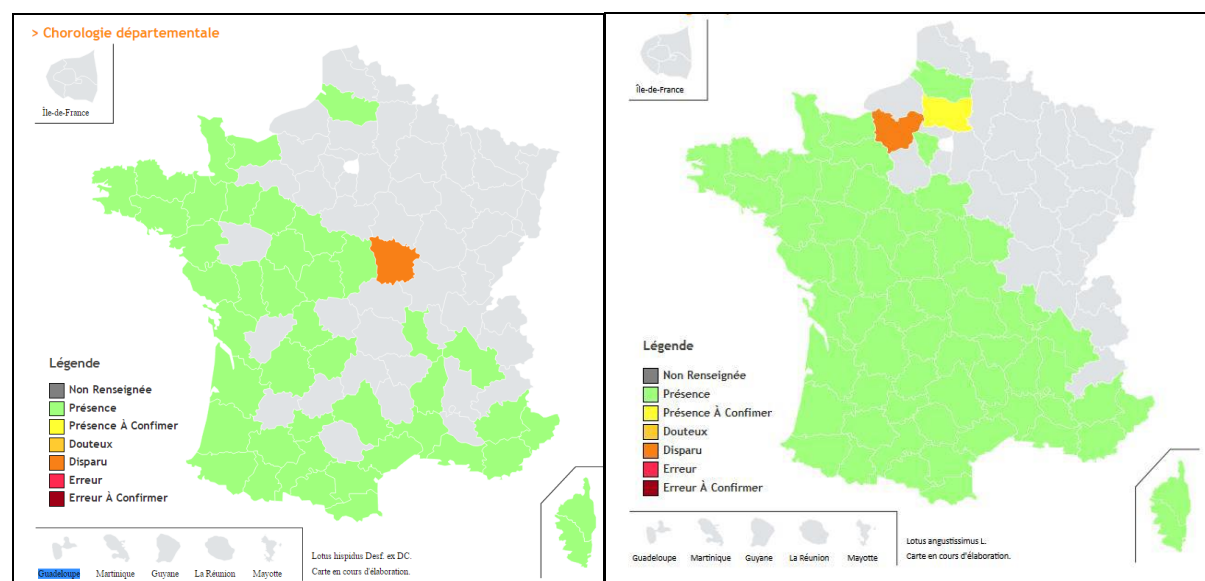 > Chorologie départementale
Île-de-France
Légende
Non Renseignée
Présence
Présence À Confimer
Douteux
Disparu
Erreur
Erreur À Confirmer
Guadeloupe Martinique Guyane La Réunion Mayotte
Lotus hispidus Desf. ex DC.
Carte en cours d'élaboration.
Île-de-France
Légende
Non Renseignée
Présence
Présence À Confimer
Douteux
Disparu
Erreur
Erreur À Confirmer
Guadeloupe Martinique Guyane La Réunion Mayotte
Lotus angustissimus L.
Carte en cours d'élaboration.